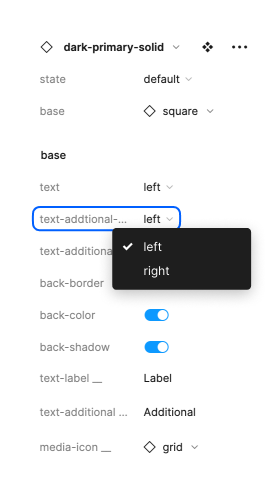 dark-primary-solid
state default
base square
base
text left
text-addtional-... left
text-additiona
left
right
back-border
back-color
back-shadow
text-label __ Label
text-additional ... Additional
media-icon __ grid